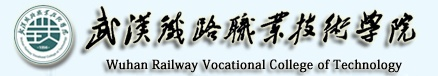 武漢鐵路職業技術學院
Wuhan Railway Vocational College of Technology